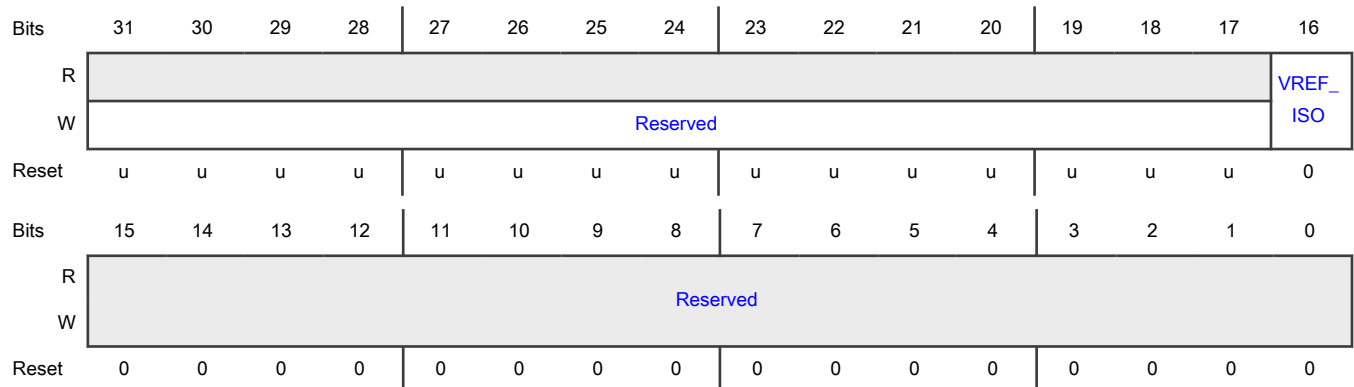 Bits 31 30 29 28 27 26 25 24 23 22 21 20 19 18 17 16
R
VREF_
ISO
W Reserved
Reset u u u u u u u u u u u u u u u 0
Bits 15 14 13 12 11 10 9 8 7 6 5 4 3 2 1 0
R
Reserved
W
Reset 0 0 0 0 0 0 0 0 0 0 0 0 0 0 0 0